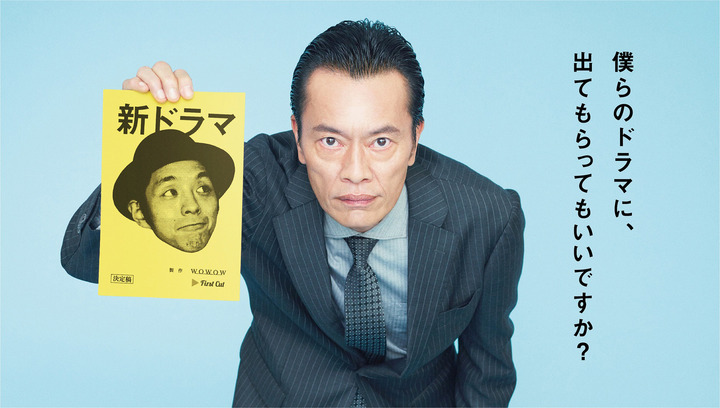 新ドラマ
製作 W.O.W.O.W
First Cut
決定稿
僕らのドラマに、
出てもらってもいいですか？